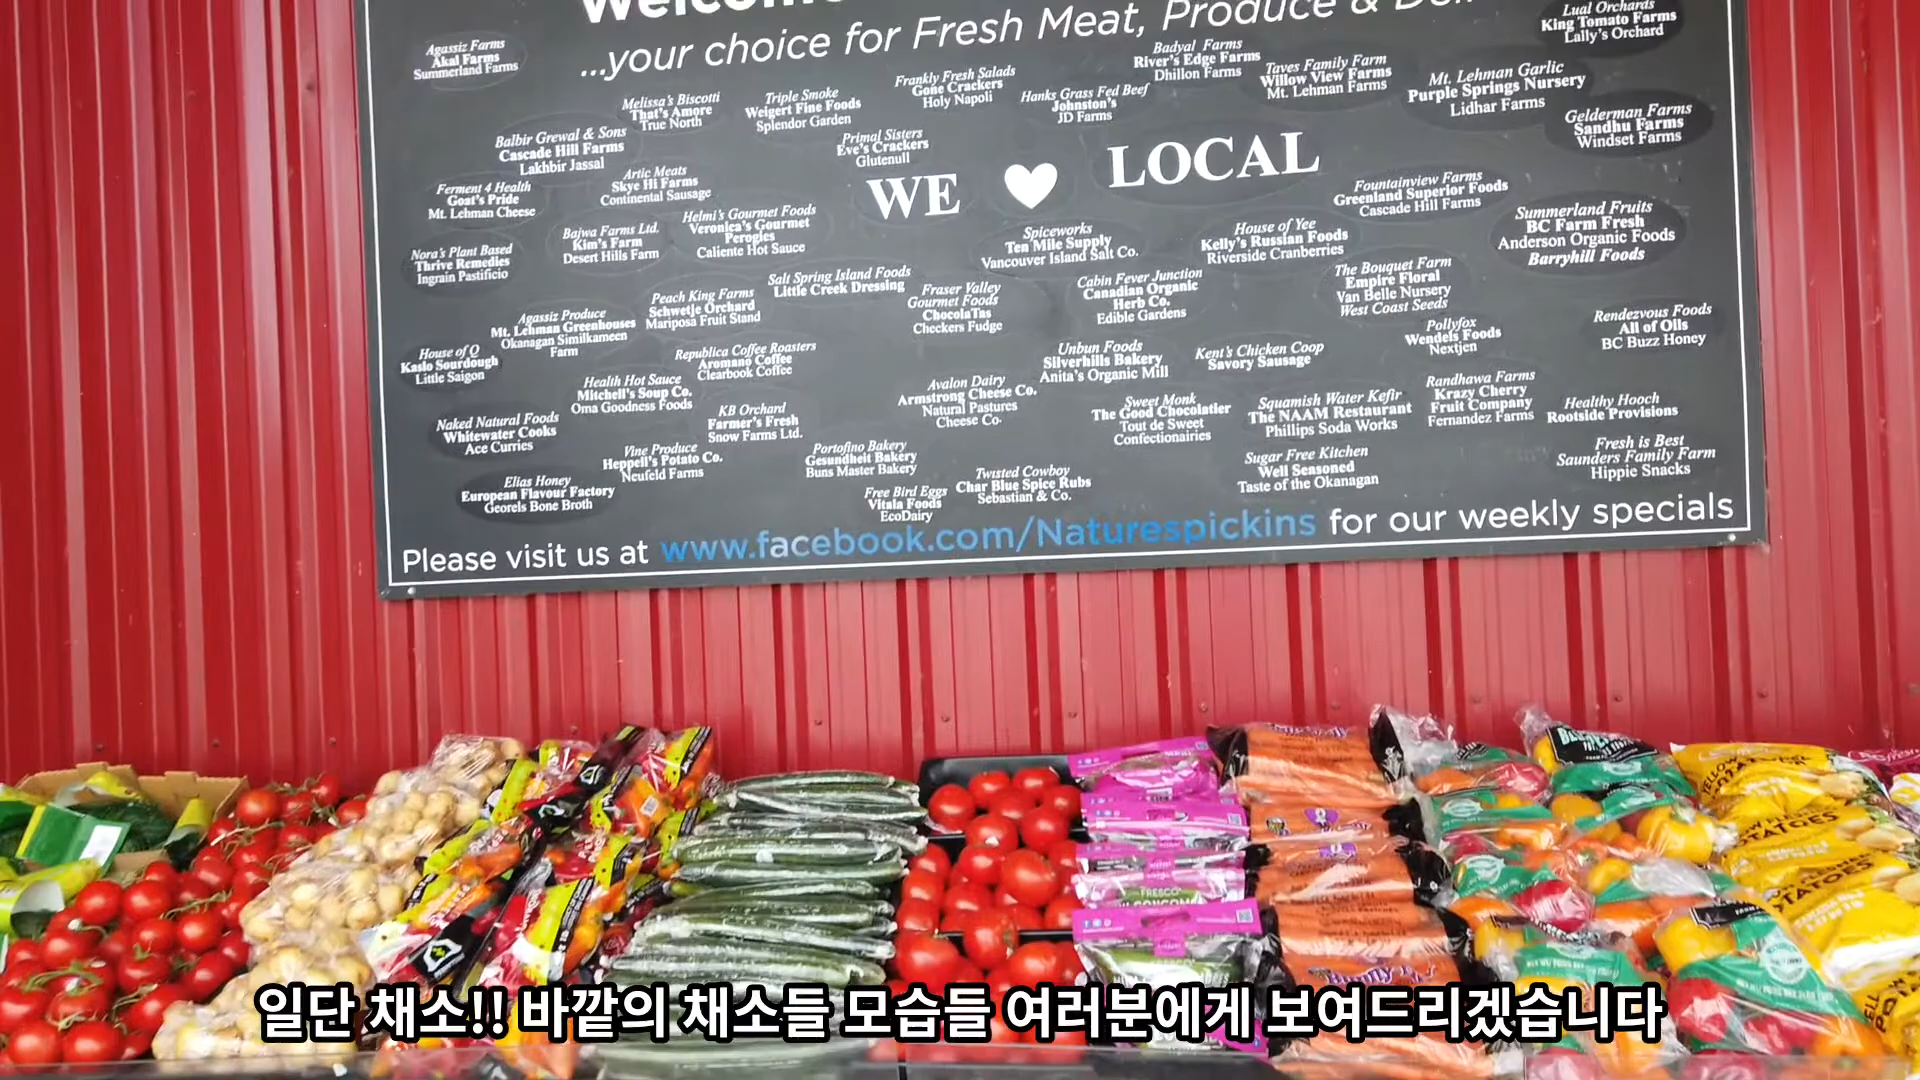 Welcome
...your choice for Fresh Meat, Produce &
Agassiz Farms
Akal Farms
Summerland Farms
Melissa's Biscotti
That's Amore
True North
Triple Smoke
Weigert Fine Foods
Splendor Garden
Frankly Fresh Salads
Gone Crackers
Holy Napoli
Hanks Grass Fed Beef
Johnston's
JD Farms
Badyal Farms
River's Edge Farms
Dhillon Farms
Taves Family Farm
Willow View Farms
Mt. Lehman Farms
Lual Orchards
King Tomato Farms
Lally's Orchard
Mt. Lehman Garlic
Purple Springs Nursery
Lidhar Farms
Gelderman Farms
Sandhu Farms
Windset Farms
Balbir Grewal & Sons
Cascade Hill Farms
Lakhbir Jassal
Primal Sisters
Eve's Crackers
Glutenull
WE ♥ LOCAL
Ferment 4 Health
Goat's Pride
Mt. Lehman Cheese
Artic Meats
Skye Hi Farms
Continental Sausage
Fountainview Farms
Greenland Superior Foods
Cascade Hill Farms
Nora's Plant Based
Thrive Remedies
Ingrain Pastificio
Bajwa Farms Ltd.
Kim's Farm
Desert Hills Farm
Helmi's Gourmet Foods
Veronica's Gourmet
Perogies
Caliente Hot Sauce
Spiceworks
Ten Mile Supply
Vancouver Island Salt Co.
House of Yee
Kelly's Russian Foods
Riverside Cranberries
Summerland Fruits
BC Farm Fresh
Anderson Organic Foods
Barryhill Foods
Salt Spring Island Foods
Little Creek Dressing
Peach King Farms
Schwetje Orchard
Mariposa Fruit Stand
Fraser Valley
Gourmet Foods
ChocolaTas
Checkers Fudge
Cabin Fever Junction
Canadian Organic
Herb Co.
Edible Gardens
The Bouquet Farm
Empire Floral
Van Belle Nursery
West Coast Seeds
Agassiz Produce
Mt. Lehman Greenhouses
Okanagan Similkameen
Farm
House of Q
Kaslo Sourdough
Little Saigon
Republica Coffee Roasters
Aromano Coffee
Clearbook Coffee
Unbun Foods
Silverhills Bakery
Anita's Organic Mill
Kent's Chicken Coop
Savory Sausage
Pollyfox
Wendels Foods
Nextjen
Rendezvous Foods
All of Oils
BC Buzz Honey
Health Hot Sauce
Mitchell's Soup Co.
Oma Goodness Foods
Avalon Dairy
Armstrong Cheese Co.
Natural Pastures
Cheese Co.
Sweet Monk
The Good Chocolatier
Tout de Sweet
Confectionairies
Squamish Water Kefir
The NAAM Restaurant
Phillips Soda Works
Randhawa Farms
Krazy Cherry
Fruit Company
Fernandez Farms
Healthy Hooch
Rootside Provisions
Naked Natural Foods
Whitewater Cooks
Ace Curries
KB Orchard
Farmer's Fresh
Snow Farms Ltd.
Vine Produce
Heppell's Potato Co.
Neufeld Farms
Portofino Bakery
Gesundheit Bakery
Buns Master Bakery
Sugar Free Kitchen
Well Seasoned
Taste of the Okanagan
Fresh is Best
Saunders Family Farm
Hippie Snacks
Elias Honey
European Flavour Factory
Georels Bone Broth
Free Bird Eggs
Vitala Foods
EcoDairy
Twisted Cowboy
Char Blue Spice Rubs
Sebastian & Co.
Please visit us at www.facebook.com/Naturespickins for our weekly specials
FRESCO
일단 채소!! 바깥의 채소들 모습들 여러분에게 보여드리겠습니다